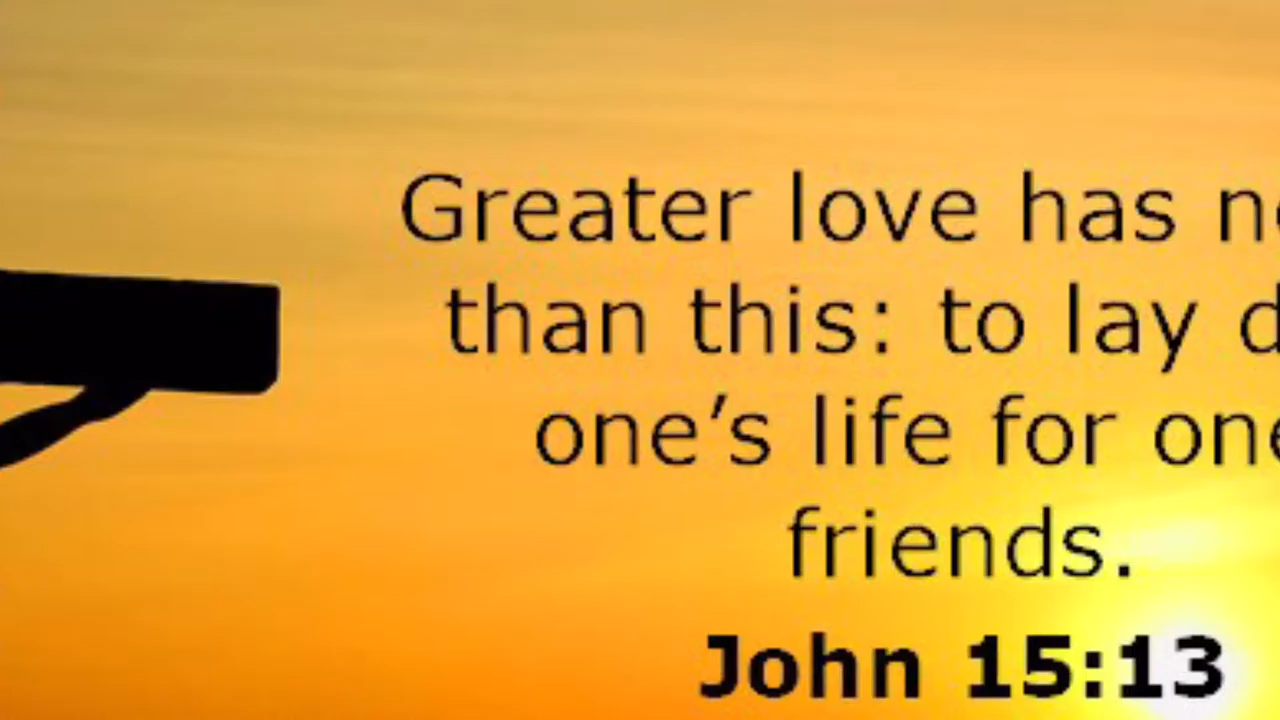 Greater love has
than this: to lay
one’s life for
friends.
John 15:13